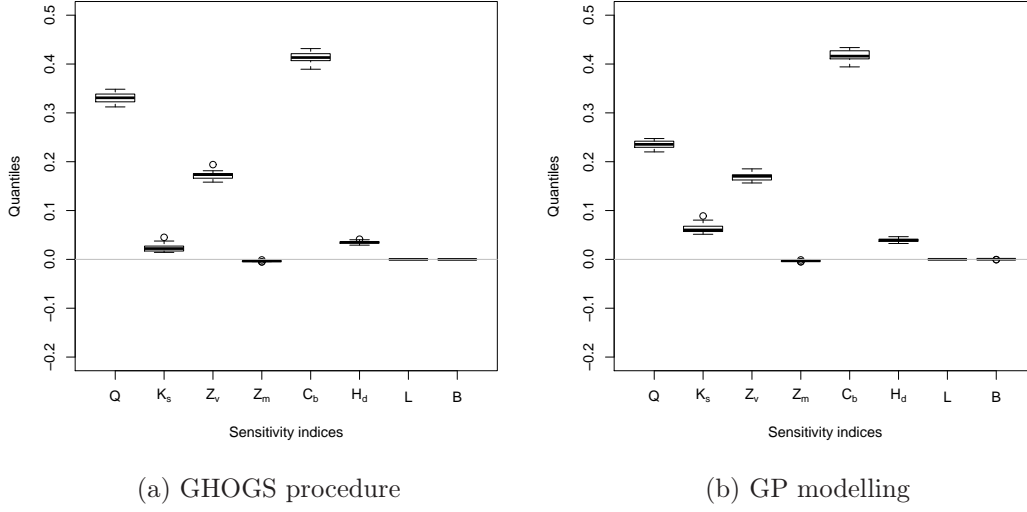 0.5
0.4
0.3
0.2
0.1
0.0
−0.1
−0.2
Quantiles
Q Ks Zv Zm Cb Hd L B
Sensitivity indices
(a) GHOGS procedure
0.5
0.4
0.3
0.2
0.1
0.0
−0.1
−0.2
Quantiles
Q Ks Zv Zm Cb Hd L B
Sensitivity indices
(b) GP modelling